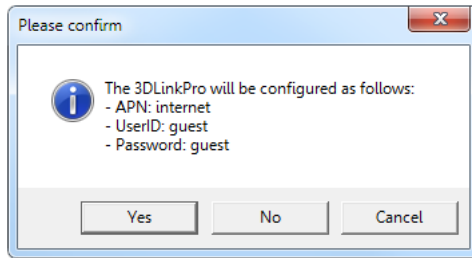 Please confirm
The 3DLinkPro will be configured as follows:
- APN: internet
- UserID: guest
- Password: guest
Yes
No
Cancel